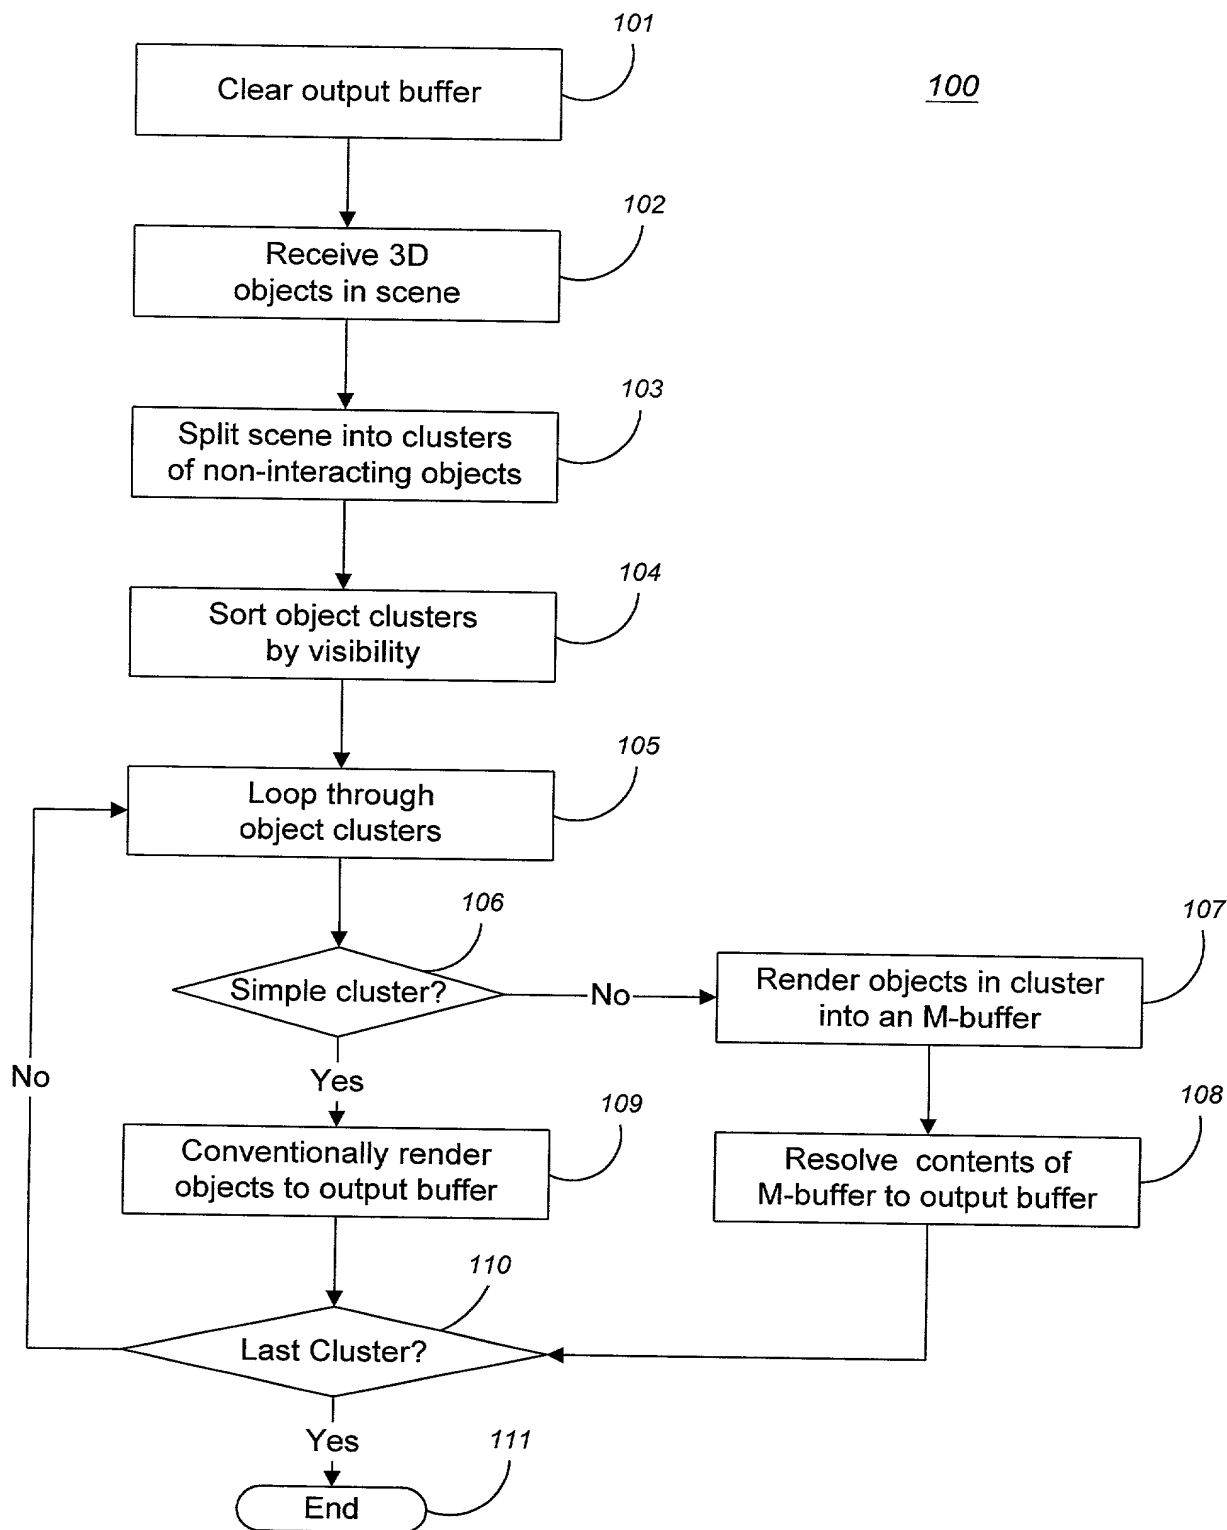 101
Clear output buffer
100
102
Receive 3D
objects in scene
103
Split scene into clusters
of non-interacting objects
104
Sort object clusters
by visibility
105
Loop through
object clusters
106
Simple cluster?
No
107
Render objects in cluster
into an M-buffer
No
Yes
108
Resolve contents of
M-buffer to output buffer
109
Conventionally render
objects to output buffer
110
Last Cluster?
Yes
111
End